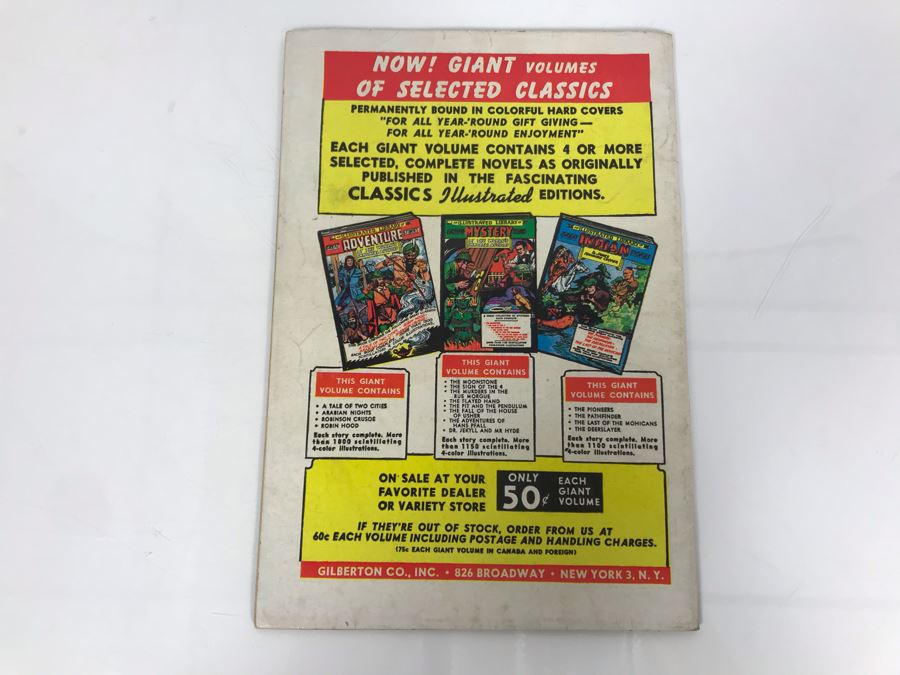 NOW! GIANT VOLUMES
OF SELECTED CLASSICS
PERMANENTLY BOUND IN COLORFUL HARD COVERS
"FOR ALL YEAR-'ROUND GIFT GIVING—
FOR ALL YEAR-'ROUND ENJOYMENT"
EACH GIANT VOLUME CONTAINS 4 OR MORE
SELECTED, COMPLETE NOVELS AS ORIGINALLY
PUBLISHED IN THE FASCINATING
CLASSICS Illustrated EDITIONS.
ILLUSTRATED LIBRARY
ADVENTURE
ILLUSTRATED LIBRARY
MYSTERY
ILLUSTRATED LIBRARY
INDIAN
THIS GIANT
VOLUME CONTAINS
• A TALE OF TWO CITIES
• ARABIAN NIGHTS
• ROBINSON CRUSOE
• ROBIN HOOD
Each story complete. More
than 1800 scintillating
4-color illustrations.
THIS GIANT
VOLUME CONTAINS
• THE MOONSTONE
• THE SIGN OF THE 4
• THE MURDERS IN THE
RUE MORGUE
• THE FLAYED HAND
• THE PIT AND THE PENDULUM
• THE FALL OF THE HOUSE
OF USHER
• THE ADVENTURES OF
HANS PFALL
• DR. JEKYLL AND MR HYDE
Each story complete. More
than 1150 scintillating
4-color illustrations.
THIS GIANT
VOLUME CONTAINS
• THE PIONEERS
• THE PATHFINDER
• THE LAST OF THE MOHICANS
• THE DEERSLAYER
Each story complete. More
than 1100 scintillating
4-color illustrations.
ON SALE AT YOUR
FAVORITE DEALER
OR VARIETY STORE
ONLY
50¢
EACH
GIANT
VOLUME
IF THEY'RE OUT OF STOCK, ORDER FROM US AT
60c EACH VOLUME INCLUDING POSTAGE AND HANDLING CHARGES.
(75c EACH GIANT VOLUME IN CANADA AND FOREIGN)
GILBERTON CO., INC. • 826 BROADWAY • NEW YORK 3, N. Y.